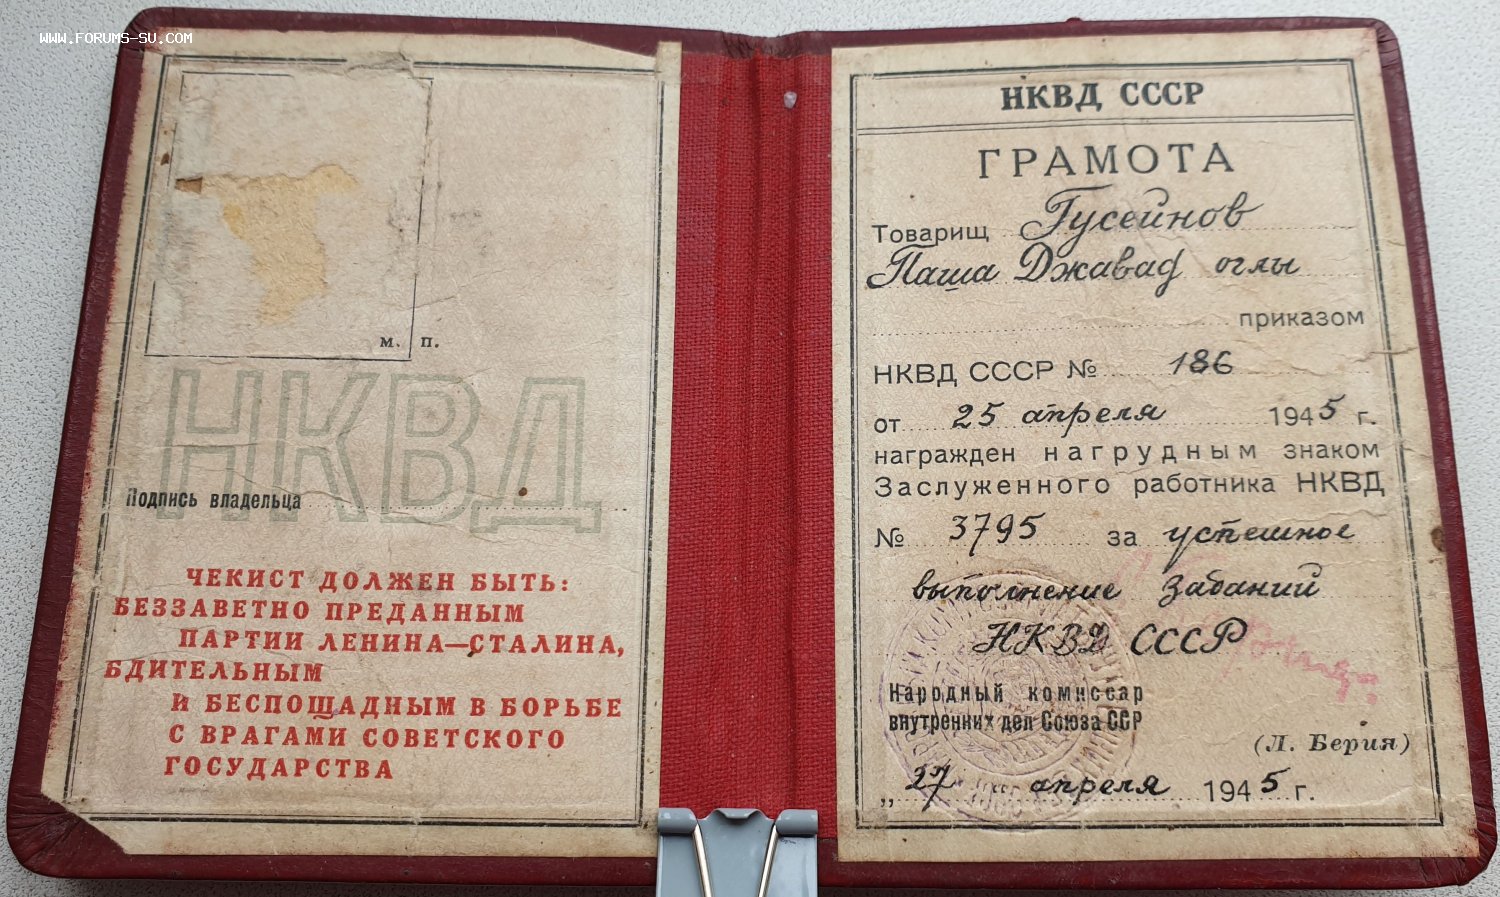 WWW.FORUMS-SU.COM
м. п.
НКВД
Подпись владельца
ЧЕКИСТ ДОЛЖЕН БЫТЬ:
БЕЗЗАВЕТНО ПРЕДАННЫМ
ПАРТИИ ЛЕНИНА—СТАЛИНА,
БДИТЕЛЬНЫМ
И БЕСПОЩАДНЫМ В БОРЬБЕ
С ВРАГАМИ СОВЕТСКОГО
ГОСУДАРСТВА
НКВД СССР
ГРАМОТА
Товарищ Гусейнов
Паша Джавад оглы
приказом
НКВД СССР № 186
от 25 апреля 1945 г.
награжден нагрудным знаком
Заслуженного работника НКВД
№ 3795 за успешное
выполнение заданий
НКВД СССР
Народный комиссар
внутренних дел Союза ССР
(Л. Берия)
„27" апреля 1945 г.